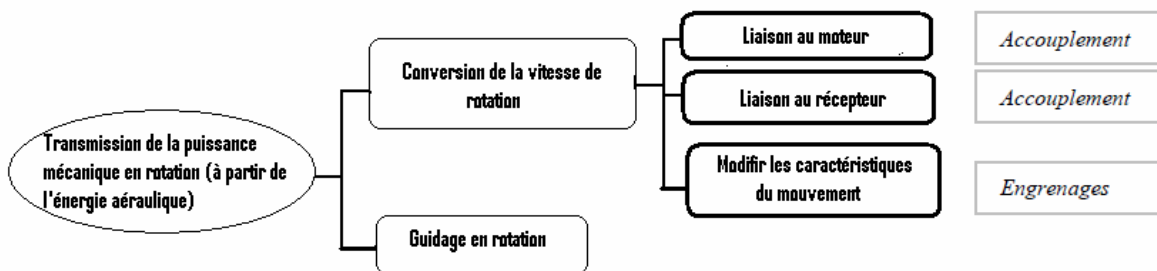 Transmission de la puissance
mécanique en rotation (à partir de
l'énergie aéraulique)
Conversion de la vitesse de
rotation
Guidage en rotation
Liaison au moteur
Liaison au récepteur
Modifir les caractéristiques
du mouvement
Accouplement
Accouplement
Engrenages